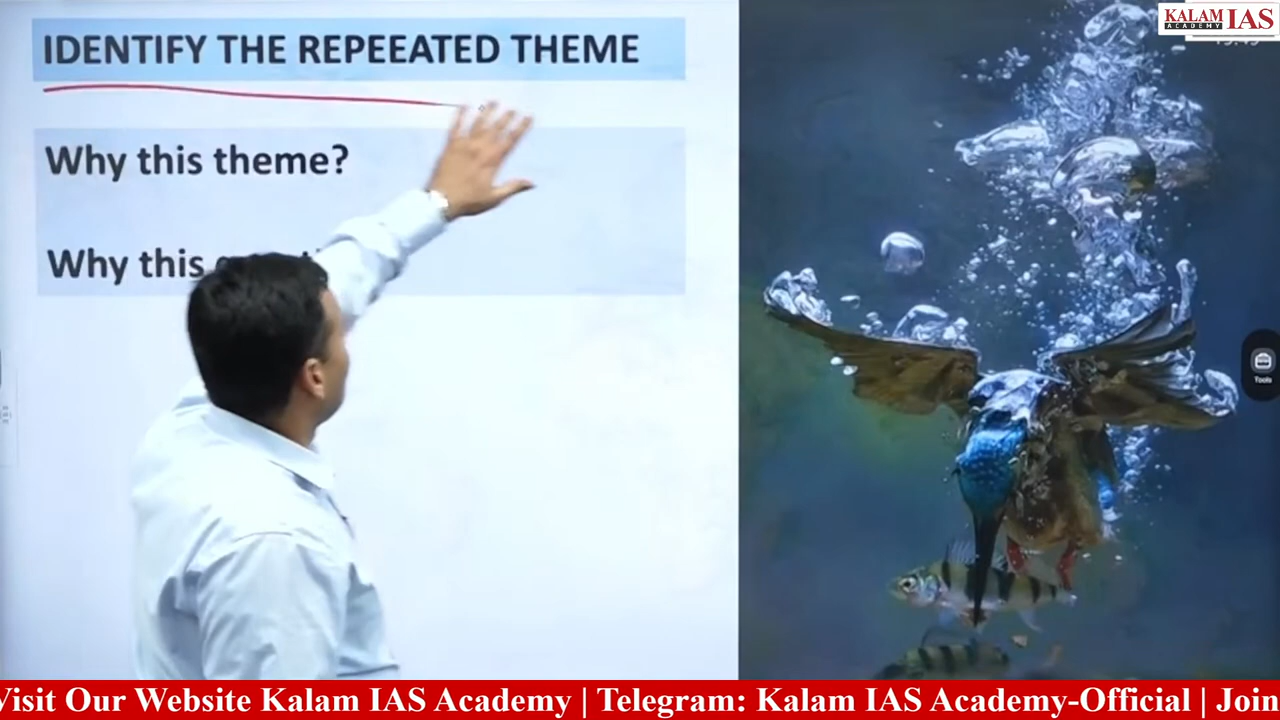 KALAM IAS
ACADEMY
IDENTIFY THE REPEEATED THEME
Why this theme?
Why this
Tools
Visit Our Website Kalam IAS Academy | Telegram: Kalam IAS Academy-Official | Join